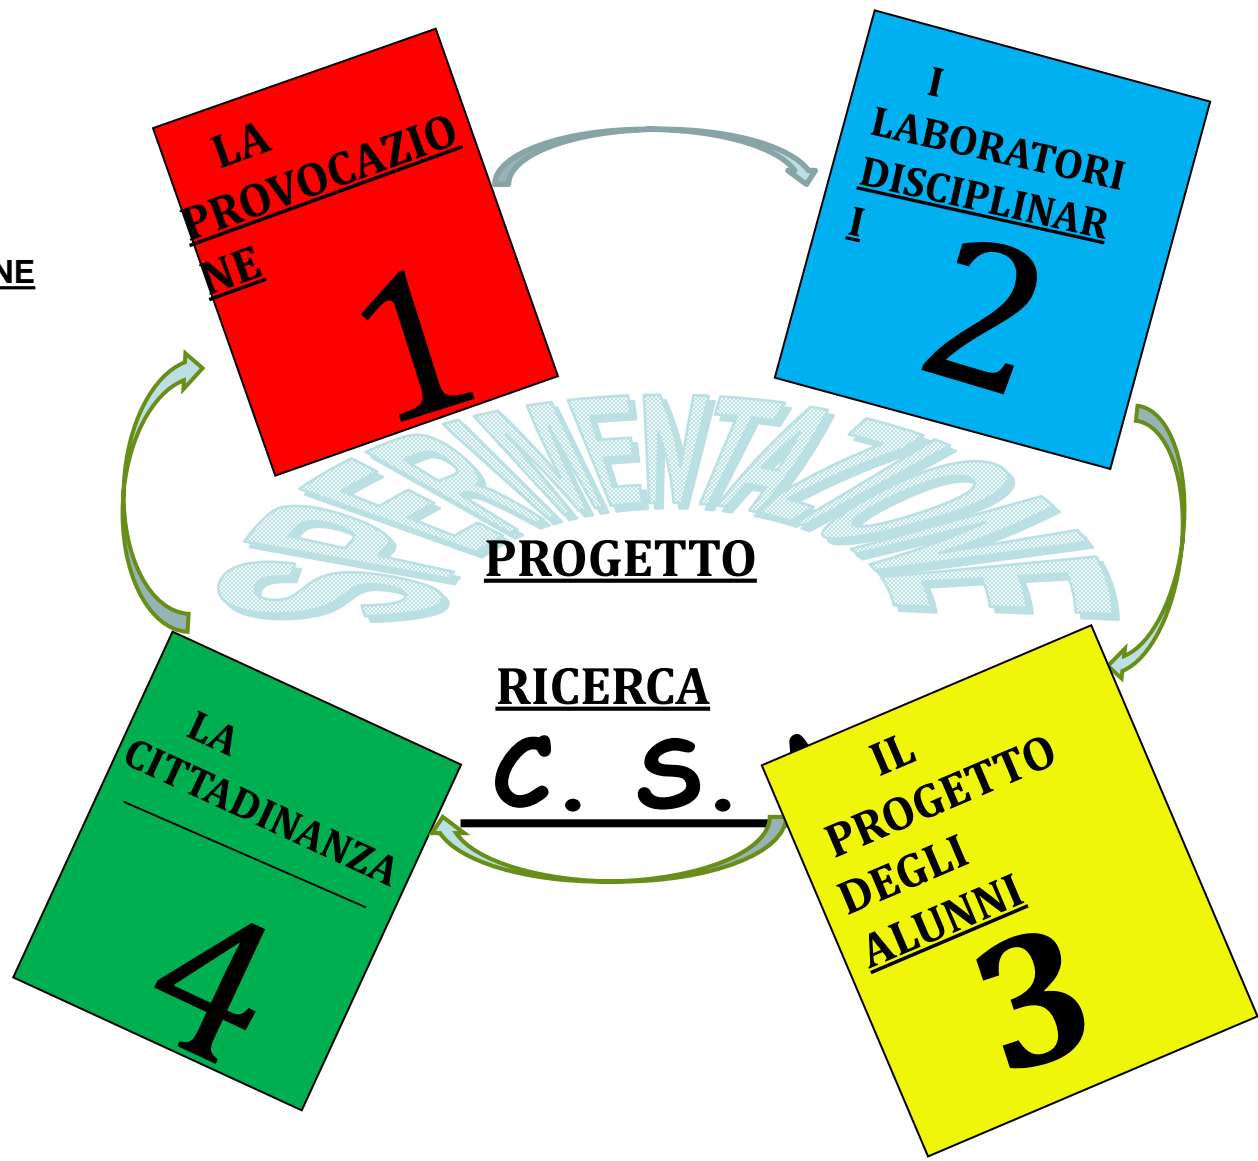 LA
PROVOCAZIO
NE
1
I
LABORATORI
DISCIPLINAR
I
2
NE
SPERIMENTAZIONE
PROGETTO
RICERCA
C. S.
LA
CITTADINANZA
4
IL
PROGETTO
DEGLI
ALUNNI
3